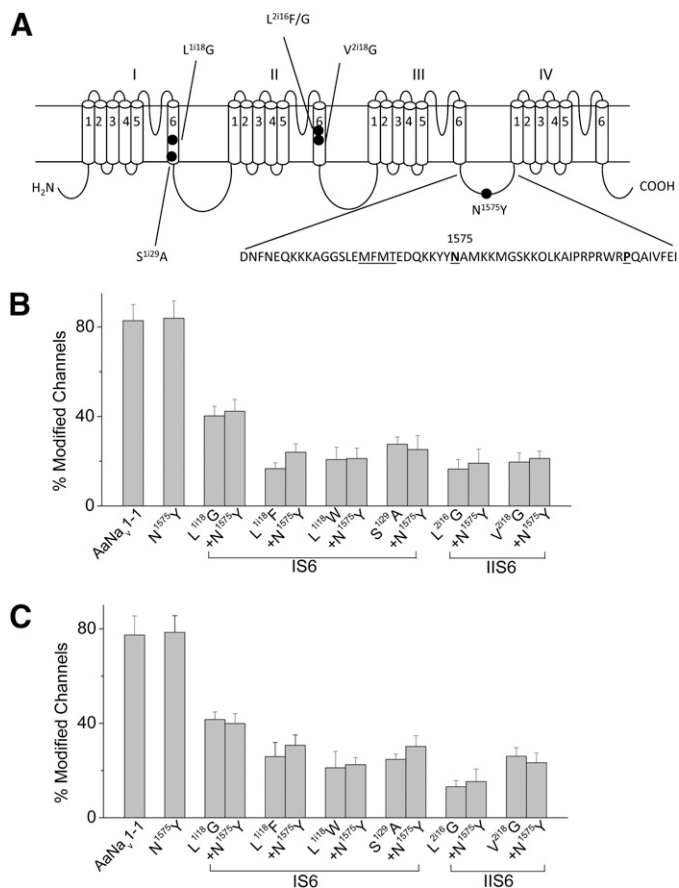 A
L1i18G
L2i16F/G
V2i18G
I II III IV
1 2 3 4 5 6 1 2 3 4 5 6 1 2 3 4 5 6 1 2 3 4 5 6
H2N
COOH
N1575Y
S1i29A
1575
DNFNEQKKKAGGSLEMFMTEDQKKYYNAMKKMGSKKOLKAIPRPRWRPQAIVFEI
B
% Modified Channels
80
40
0
AaNav1-1
N1575Y
L1i18G
+N1575Y
L1i18F
+N1575Y
L1i18W
+N1575Y
S1i29A
+N1575Y
L2i16G
+N1575Y
V2i18G
+N1575Y
IS6
IIS6
C
% Modified Channels
80
40
0
AaNav1-1
N1575Y
L1i18G
+N1575Y
L1i18F
+N1575Y
L1i18W
+N1575Y
S1i29A
+N1575Y
L2i16G
+N1575Y
V2i18G
+N1575Y
IS6
IIS6